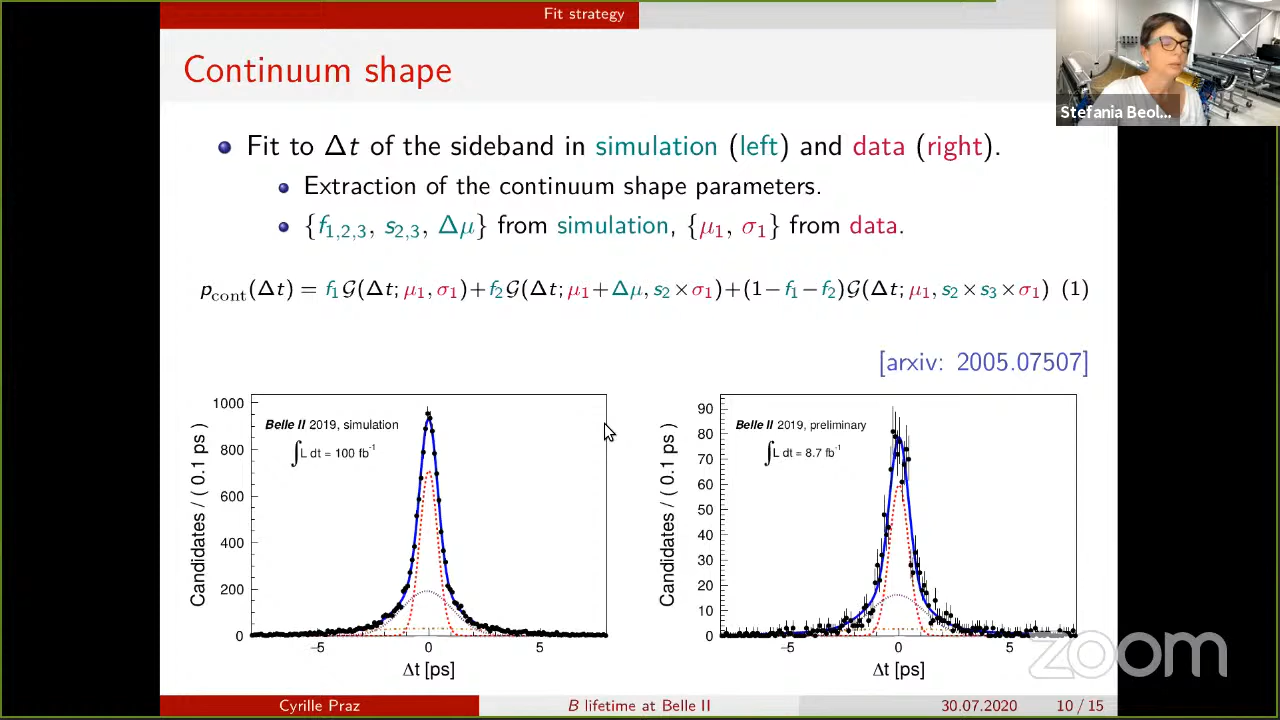 Fit strategy
Continuum shape
Stefania Beol...
Fit to Δt of the sideband in simulation (left) and data (right).
Extraction of the continuum shape parameters.
{f1,2,3, s2,3, Δμ} from simulation, {μ1, σ1} from data.
pcont(Δt) = f1𝒢(Δt; μ1, σ1)+f2𝒢(Δt; μ1+Δμ, s2×σ1)+(1−f1−f2)𝒢(Δt; μ1, s2×s3×σ1) (1)
[arxiv: 2005.07507]
Candidates / ( 0.1 ps )
1000
800
600
400
200
0
Belle II 2019, simulation
∫L dt = 100 fb⁻¹
−5 0 5
Δt [ps]
Candidates / ( 0.1 ps )
90
80
70
60
50
40
30
20
10
0
Belle II 2019, preliminary
∫L dt = 8.7 fb⁻¹
−5 0 5
Δt [ps]
zoom
Cyrille Praz B lifetime at Belle II 30.07.2020 10 / 15